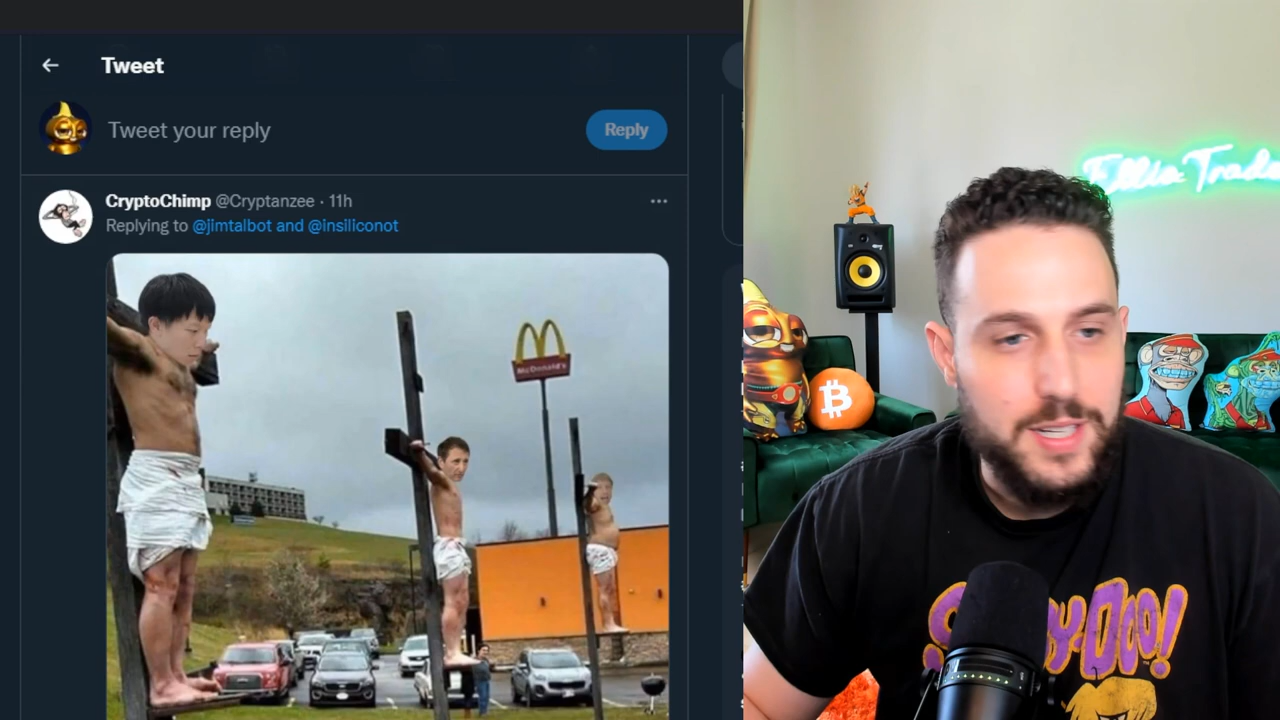 Tweet
Tweet your reply
Reply
CryptoChimp @Cryptanzee · 11h
Replying to @jimtalbot and @insiliconot
McDonald's